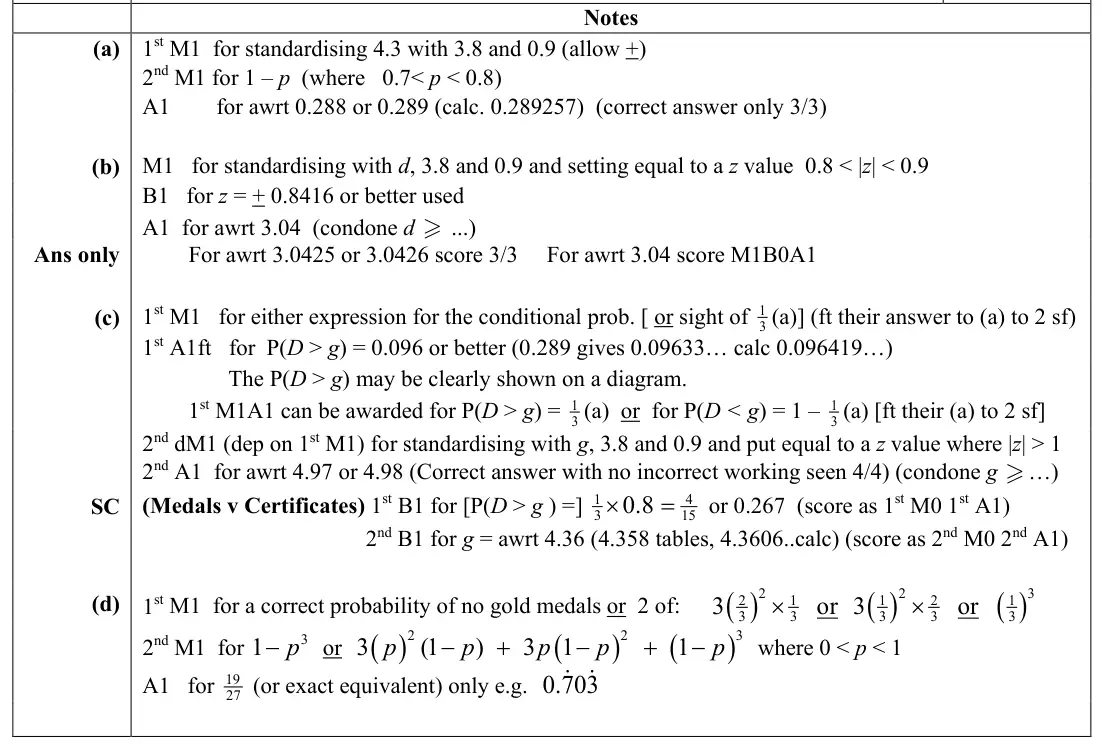 Notes
(a) 1st M1 for standardising 4.3 with 3.8 and 0.9 (allow ±)
2nd M1 for 1 – p (where 0.7< p < 0.8)
A1 for awrt 0.288 or 0.289 (calc. 0.289257) (correct answer only 3/3)
(b) M1 for standardising with d, 3.8 and 0.9 and setting equal to a z value 0.8 < |z| < 0.9
B1 for z = ± 0.8416 or better used
A1 for awrt 3.04 (condone d ⩾ ...)
Ans only For awrt 3.0425 or 3.0426 score 3/3 For awrt 3.04 score M1B0A1
(c) 1st M1 for either expression for the conditional prob. [ or sight of 1/3 (a)] (ft their answer to (a) to 2 sf)
1st A1ft for P(D > g) = 0.096 or better (0.289 gives 0.09633… calc 0.096419…)
The P(D > g) may be clearly shown on a diagram.
1st M1A1 can be awarded for P(D > g) = 1/3 (a) or for P(D < g) = 1 – 1/3 (a) [ft their (a) to 2 sf]
2nd dM1 (dep on 1st M1) for standardising with g, 3.8 and 0.9 and put equal to a z value where |z| > 1
2nd A1 for awrt 4.97 or 4.98 (Correct answer with no incorrect working seen 4/4) (condone g ⩾ …)
SC (Medals v Certificates) 1st B1 for [P(D > g ) =] 1/3 × 0.8 = 4/15 or 0.267 (score as 1st M0 1st A1)
2nd B1 for g = awrt 4.36 (4.358 tables, 4.3606..calc) (score as 2nd M0 2nd A1)
(d) 1st M1 for a correct probability of no gold medals or 2 of: 3(2/3)² × 1/3 or 3(1/3)² × 2/3 or (1/3)³
2nd M1 for 1 − p³ or 3(p)²(1 − p) + 3p(1 − p)² + (1 − p)³ where 0 < p < 1
A1 for 19/27 (or exact equivalent) only e.g. 0.7̇03̇